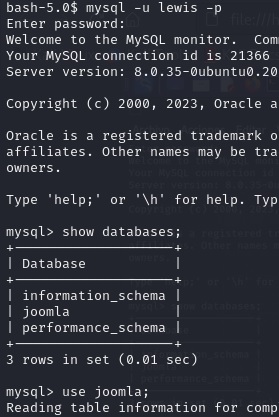 bash-5.0$ mysql -u lewis -p
Enter password:
Welcome to the MySQL monitor.  Com
Your MySQL connection id is 21366
Server version: 8.0.35-0ubuntu0.20
Copyright (c) 2000, 2023, Oracle a
Oracle is a registered trademark o
affiliates. Other names may be tra
owners.
Type 'help;' or '\h' for help. Typ
mysql> show databases;
+--------------------+
| Database           |
+--------------------+
| information_schema |
| joomla             |
| performance_schema |
+--------------------+
3 rows in set (0.01 sec)
mysql> use joomla;
Reading table information for comp